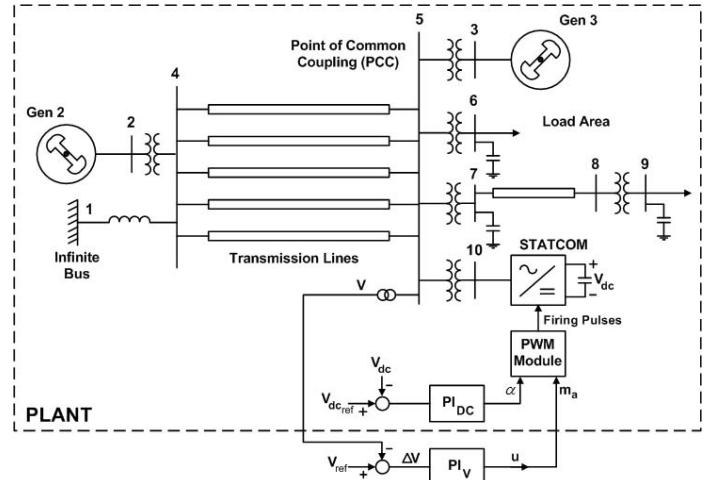 5
Point of Common
Coupling (PCC)
3
Gen 3
4
Gen 2
2
6
Load Area
7
8
9
1
Infinite
Bus
Transmission Lines
10
STATCOM
V
+
V dc
−
Firing Pulses
PWM
Module
V dc
−
V dc ref
+
PI DC
α
m a
PLANT
−
V ref
+
ΔV
PI V
u